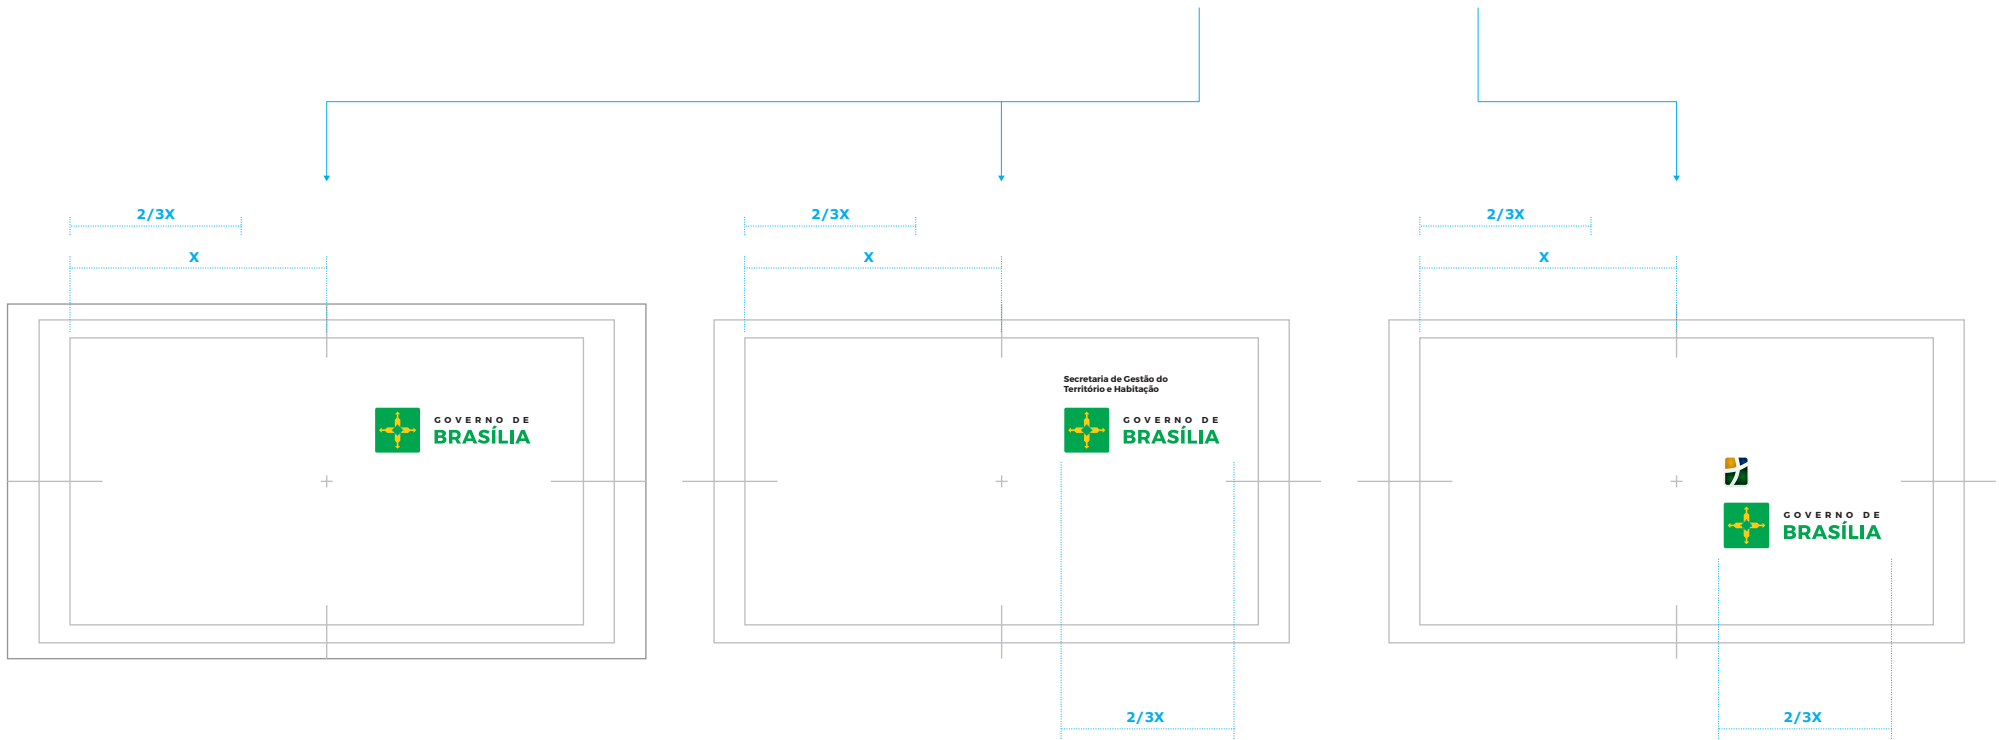 2/3X
2/3X
2/3X
X
X
X
Secretaria de Gestão do
Território e Habitação
GOVERNO DE
BRASÍLIA
GOVERNO DE
BRASÍLIA
GOVERNO DE
BRASÍLIA
2/3X
2/3X